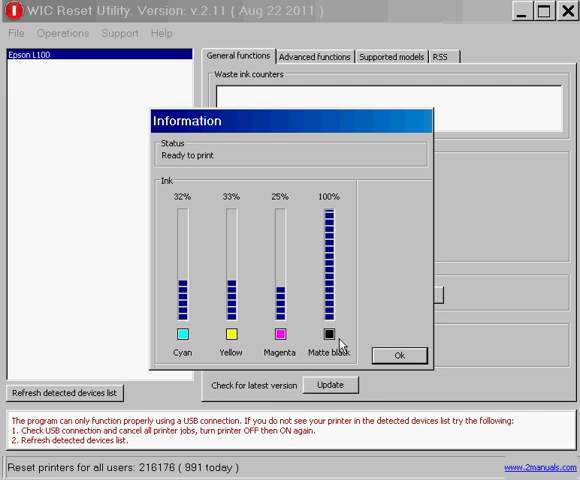 WIC Reset Utility. Version: v.2.11 ( Aug 22 2011 )
File Operations Support Help
Epson L100
General functions Advanced functions Supported models RSS
Waste ink counters
Information
Status
Ready to print
Ink
32% 33% 25% 100%
Cyan Yellow Magenta Matte black
Ok
Check for latest version Update
Refresh detected devices list
The program can only function properly using a USB connection. If you do not see your printer in the detected devices list try the following:
1. Check USB connection and cancel all printer jobs, turn printer OFF then ON again.
2. Refresh detected devices list.
Reset printers for all users: 216176 ( 991 today )
www.2manuals.com